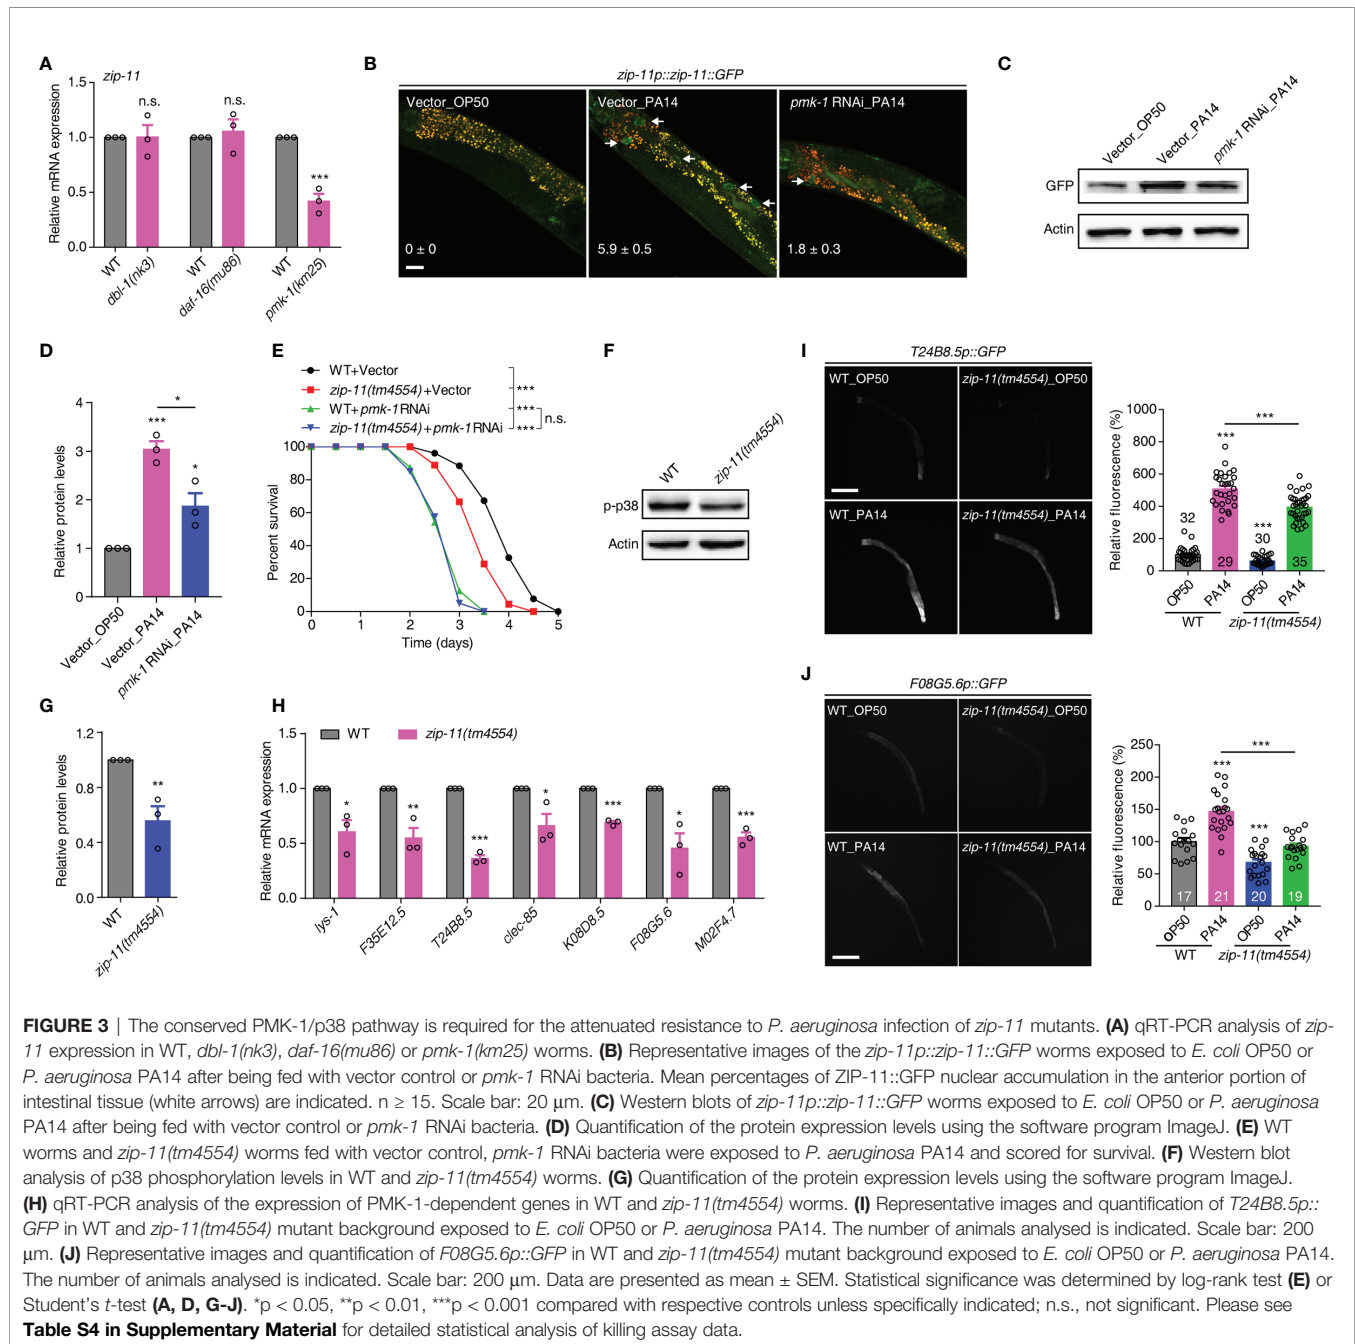 A
zip-11
Relative mRNA expression
1.5
1.0
0.5
0.0
n.s.
n.s.
***
WT
dbl-1(nk3)
WT
daf-16(mu86)
WT
pmk-1(km25)
B
zip-11p::zip-11::GFP
Vector_OP50
Vector_PA14
pmk-1 RNAi_PA14
0 ± 0
5.9 ± 0.5
1.8 ± 0.3
C
Vector_OP50
Vector_PA14
pmk-1 RNAi_PA14
GFP
Actin
D
Relative protein levels
4
3
2
1
0
***
*
*
Vector_OP50
Vector_PA14
pmk-1 RNAi_PA14
E
WT+Vector
zip-11(tm4554)+Vector
WT+pmk-1RNAi
zip-11(tm4554)+pmk-1RNAi
***
***
***
n.s.
Percent survival
100
80
60
40
20
0
0 1 2 3 4 5
Time (days)
F
WT
zip-11(tm4554)
p-p38
Actin
G
Relative protein levels
1.2
0.8
0.4
0.0
**
WT
zip-11(tm4554)
H
WT
zip-11(tm4554)
Relative mRNA expression
1.5
1.0
0.5
0.0
* ** *** * *** * ***
lys-1
F35E12.5
T24B8.5
clec-85
K08D8.5
F08G5.6
M02F4.7
I
T24B8.5p::GFP
WT_OP50
zip-11(tm4554)_OP50
WT_PA14
zip-11(tm4554)_PA14
Relative fluorescence (%)
1000
800
600
400
200
0
***
***
***
32
29
30
35
OP50
PA14
OP50
PA14
WT
zip-11(tm4554)
J
F08G5.6p::GFP
WT_OP50
zip-11(tm4554)_OP50
WT_PA14
zip-11(tm4554)_PA14
Relative fluorescence (%)
250
200
150
100
50
0
***
***
***
17
21
20
19
OP50
PA14
OP50
PA14
WT
zip-11(tm4554)
FIGURE 3 | The conserved PMK-1/p38 pathway is required for the attenuated resistance to P. aeruginosa infection of zip-11 mutants. (A) qRT-PCR analysis of zip-
11 expression in WT, dbl-1(nk3), daf-16(mu86) or pmk-1(km25) worms. (B) Representative images of the zip-11p::zip-11::GFP worms exposed to E. coli OP50 or
P. aeruginosa PA14 after being fed with vector control or pmk-1 RNAi bacteria. Mean percentages of ZIP-11::GFP nuclear accumulation in the anterior portion of
intestinal tissue (white arrows) are indicated. n ≥ 15. Scale bar: 20 μm. (C) Western blots of zip-11p::zip-11::GFP worms exposed to E. coli OP50 or P. aeruginosa
PA14 after being fed with vector control or pmk-1 RNAi bacteria. (D) Quantification of the protein expression levels using the software program ImageJ. (E) WT
worms and zip-11(tm4554) worms fed with vector control, pmk-1 RNAi bacteria were exposed to P. aeruginosa PA14 and scored for survival. (F) Western blot
analysis of p38 phosphorylation levels in WT and zip-11(tm4554) worms. (G) Quantification of the protein expression levels using the software program ImageJ.
(H) qRT-PCR analysis of the expression of PMK-1-dependent genes in WT and zip-11(tm4554) worms. (I) Representative images and quantification of T24B8.5p::
GFP in WT and zip-11(tm4554) mutant background exposed to E. coli OP50 or P. aeruginosa PA14. The number of animals analysed is indicated. Scale bar: 200
μm. (J) Representative images and quantification of F08G5.6p::GFP in WT and zip-11(tm4554) mutant background exposed to E. coli OP50 or P. aeruginosa PA14.
The number of animals analysed is indicated. Scale bar: 200 μm. Data are presented as mean ± SEM. Statistical significance was determined by log-rank test (E) or
Student's t-test (A, D, G-J). *p < 0.05, **p < 0.01, ***p < 0.001 compared with respective controls unless specifically indicated; n.s., not significant. Please see
Table S4 in Supplementary Material for detailed statistical analysis of killing assay data.